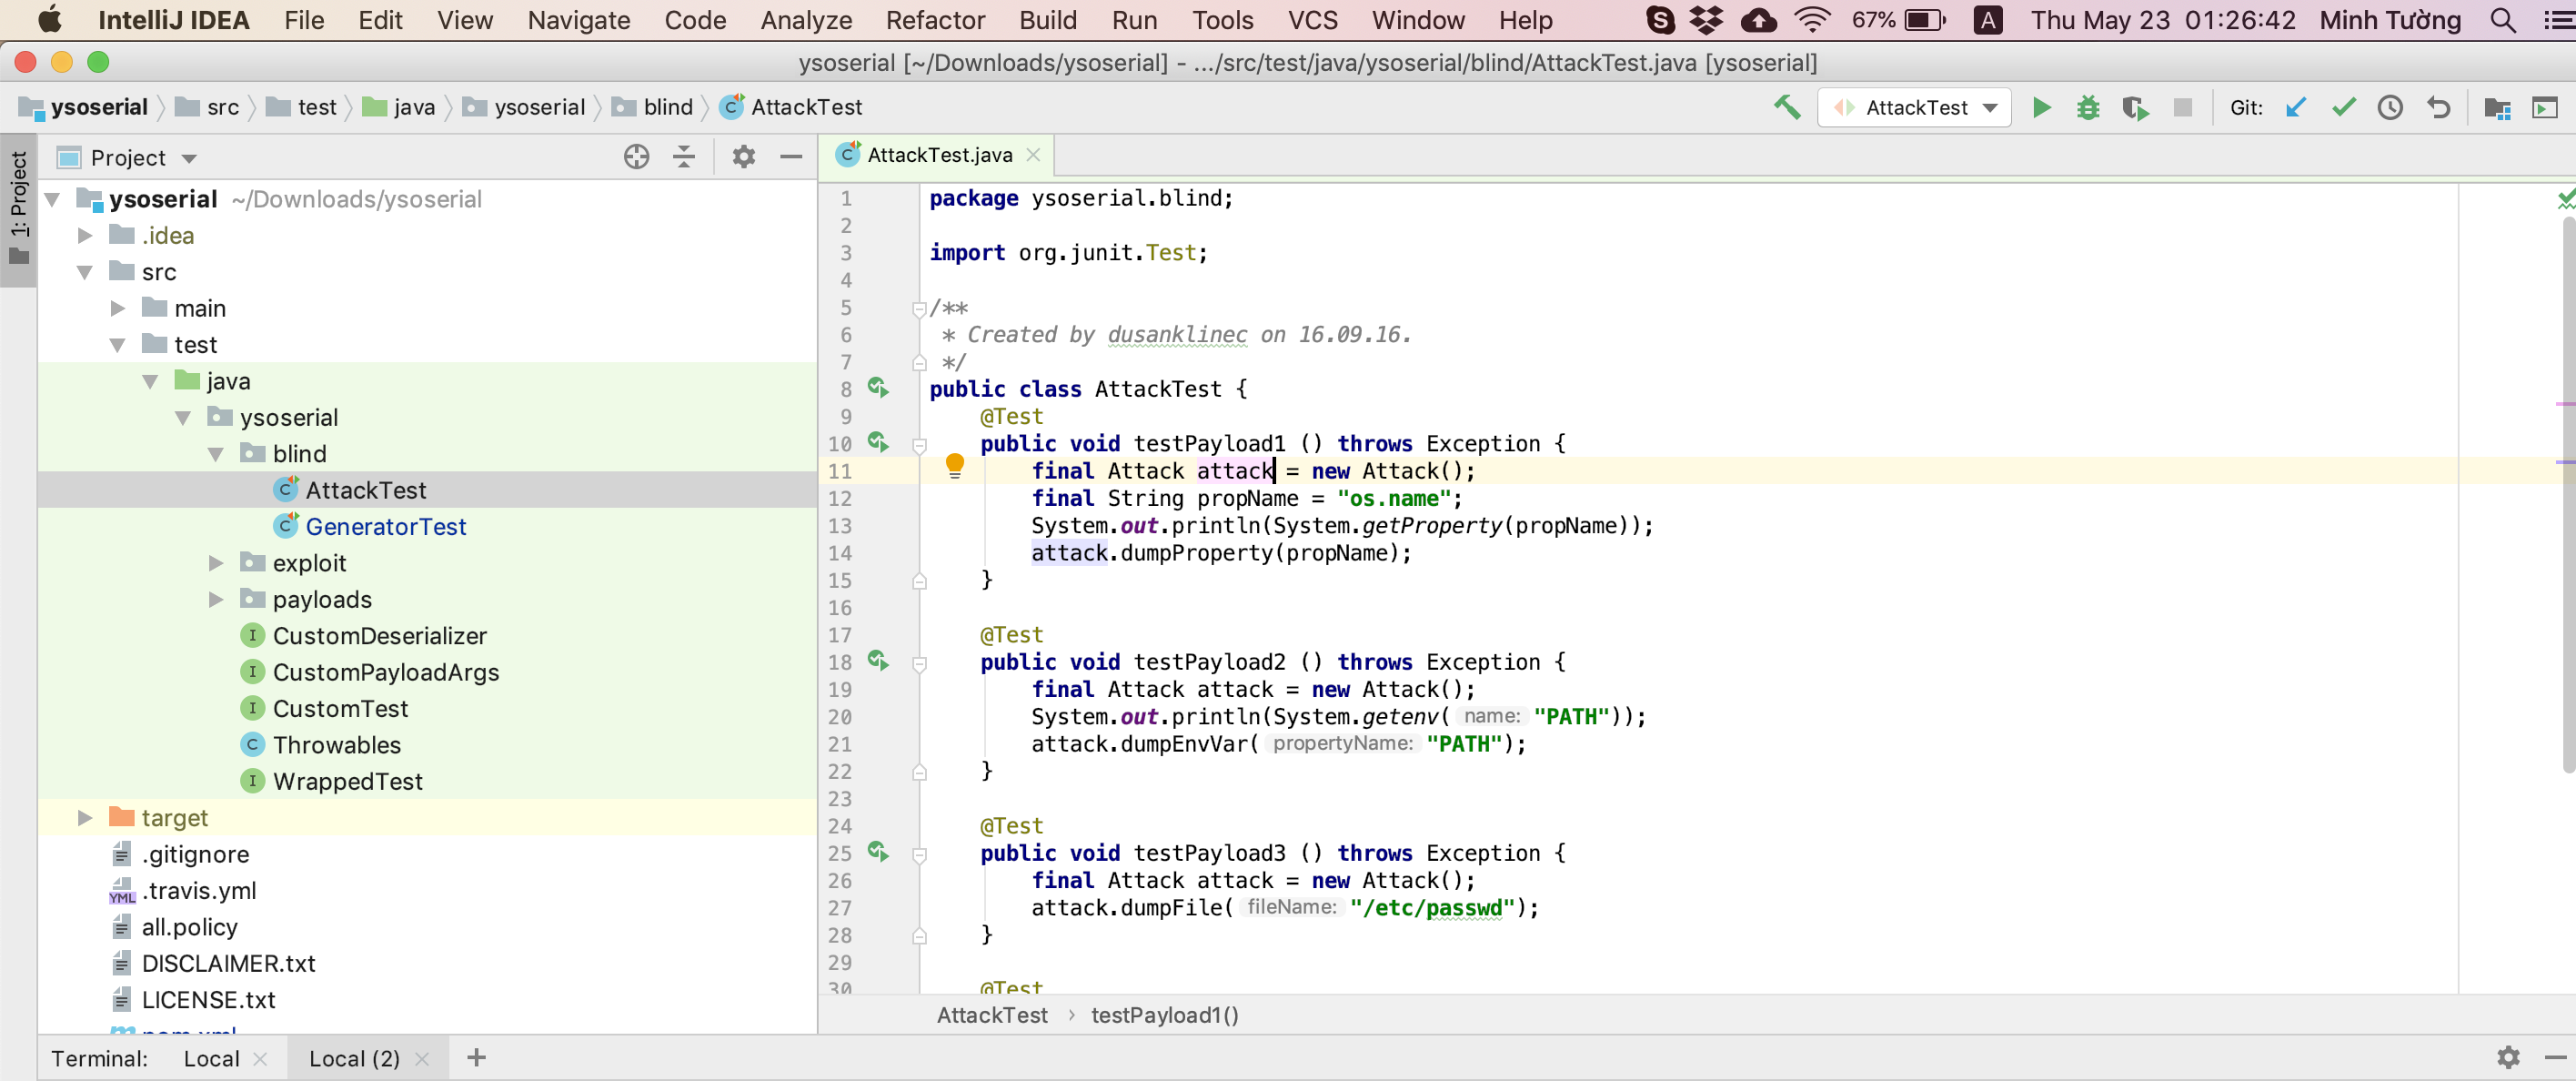 IntelliJ IDEA File Edit View Navigate Code Analyze Refactor Build Run Tools VCS Window Help S 67% A Thu May 23 01:26:42 Minh Tường
ysoserial [~/Downloads/ysoserial] - .../src/test/java/ysoserial/blind/AttackTest.java [ysoserial]
ysoserial src test java ysoserial blind C AttackTest AttackTest Git:
1: Project
Project
ysoserial ~/Downloads/ysoserial
.idea
src
main
test
java
ysoserial
blind
C AttackTest
C GeneratorTest
exploit
payloads
I CustomDeserializer
I CustomPayloadArgs
I CustomTest
C Throwables
I WrappedTest
target
.gitignore
YML .travis.yml
all.policy
DISCLAIMER.txt
LICENSE.txt
m pom.xml
C AttackTest.java
1 package ysoserial.blind;
2
3 import org.junit.Test;
4
5 /**
6 * Created by dusanklinec on 16.09.16.
7 */
8 public class AttackTest {
9 @Test
10 public void testPayload1 () throws Exception {
11 final Attack attack = new Attack();
12 final String propName = "os.name";
13 System.out.println(System.getProperty(propName));
14 attack.dumpProperty(propName);
15 }
16
17 @Test
18 public void testPayload2 () throws Exception {
19 final Attack attack = new Attack();
20 System.out.println(System.getenv( name: "PATH"));
21 attack.dumpEnvVar( propertyName: "PATH");
22 }
23
24 @Test
25 public void testPayload3 () throws Exception {
26 final Attack attack = new Attack();
27 attack.dumpFile( fileName: "/etc/passwd");
28 }
29
30 @Test
AttackTest › testPayload1()
Terminal: Local Local (2) +